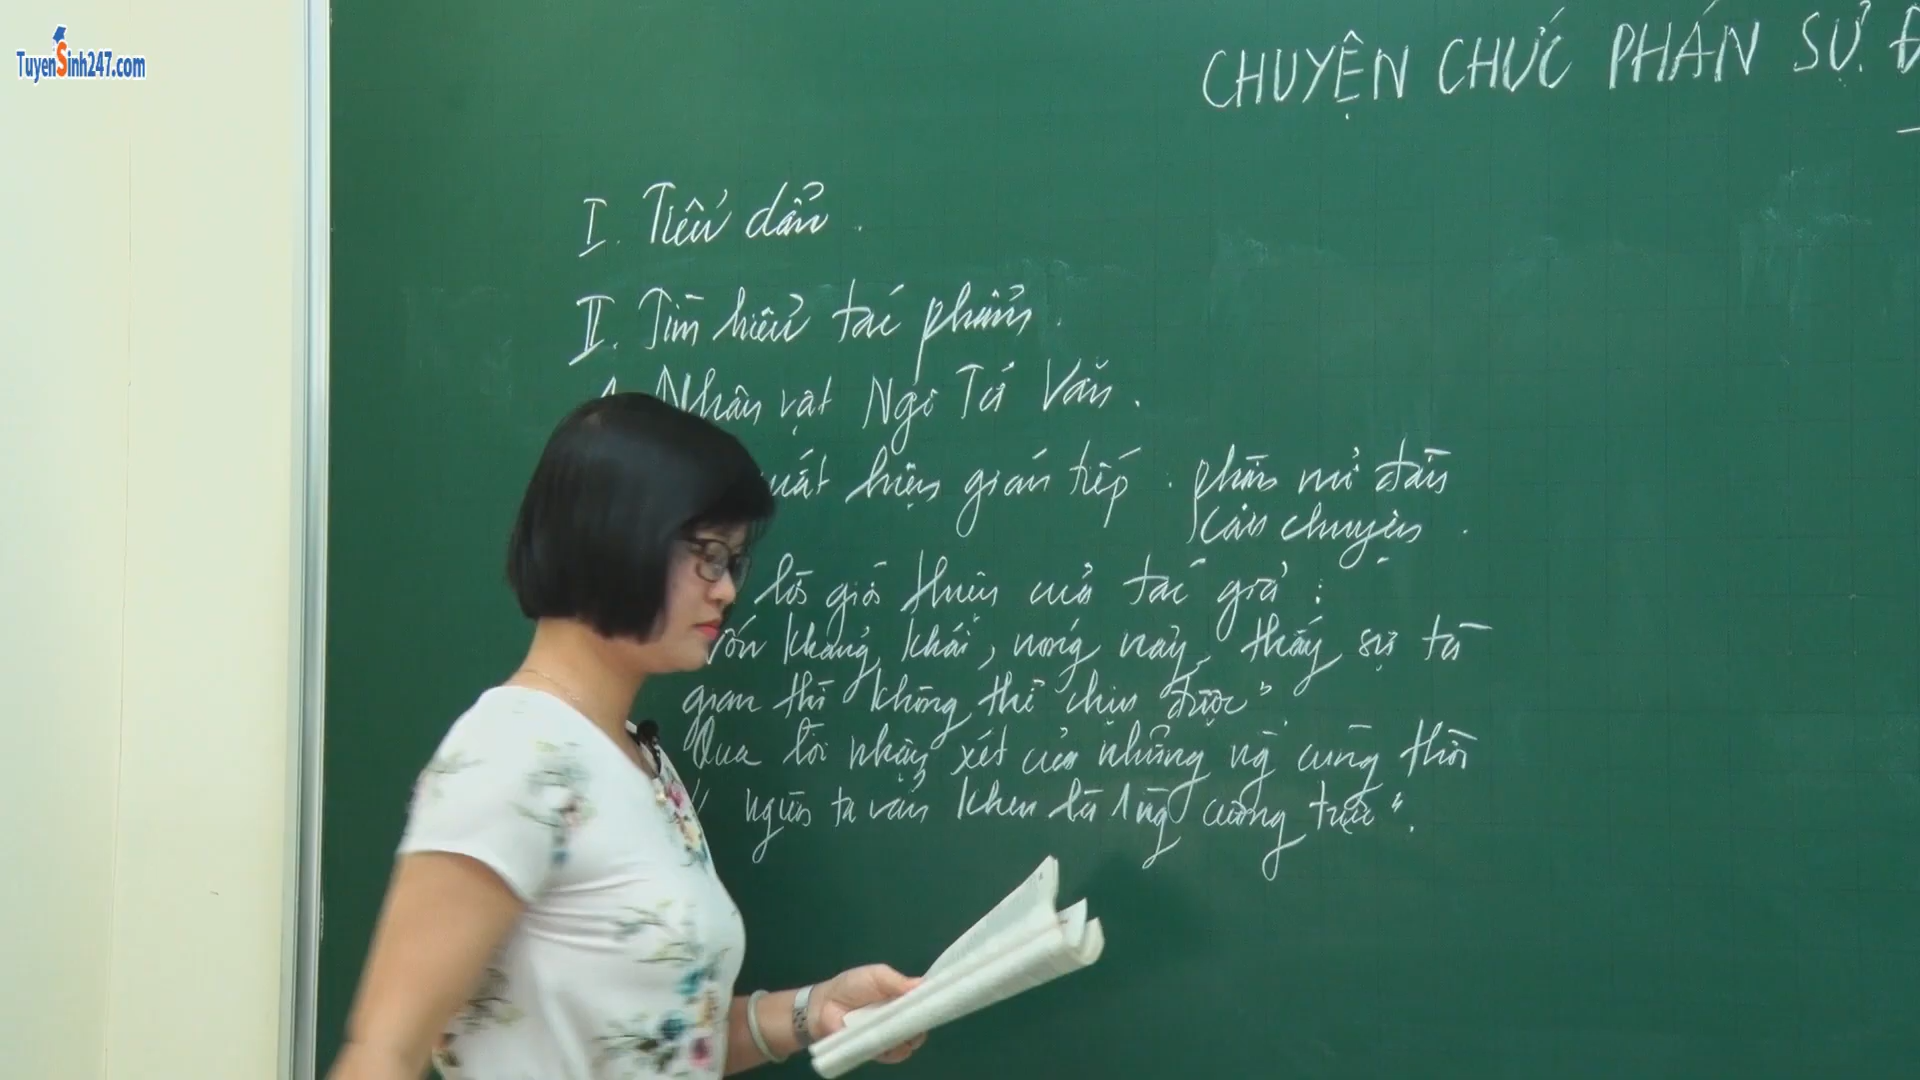 TuyenSinh247.com
CHUYỆN CHỨC PHÁN SỰ Đ
I. Tiểu dẫn.
II. Tìm hiểu tác phẩm.
1. Nhân vật Ngô Tử Văn.
uất hiện gián tiếp : phần mở đầu
câu chuyện.
lời giới thiệu của tác giả :
vốn khảng khái, nóng nảy, thấy sự tà
gian thì không thể chịu được"
Qua lời nhận xét của những ng cùng thời
" người ta vẫn khen là 1 ng cương trực".